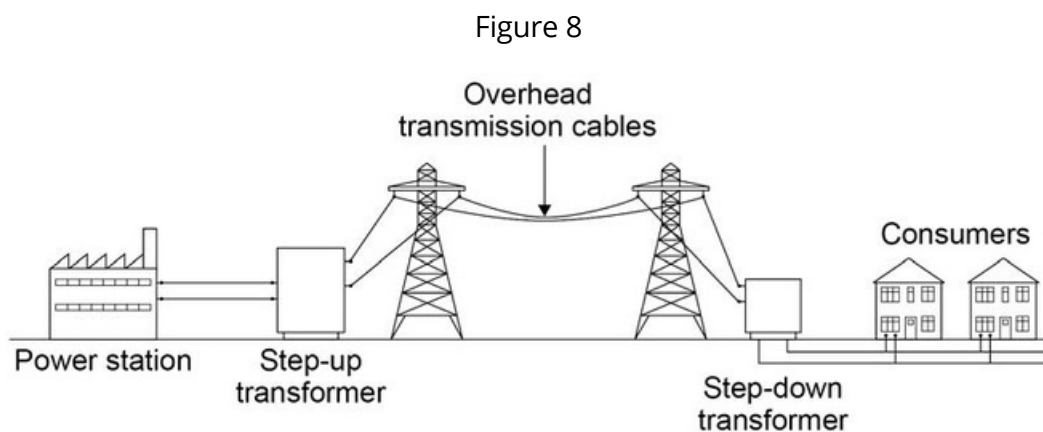 Figure 8
Overhead
transmission cables
Consumers
Power station
Step-up
transformer
Step-down
transformer